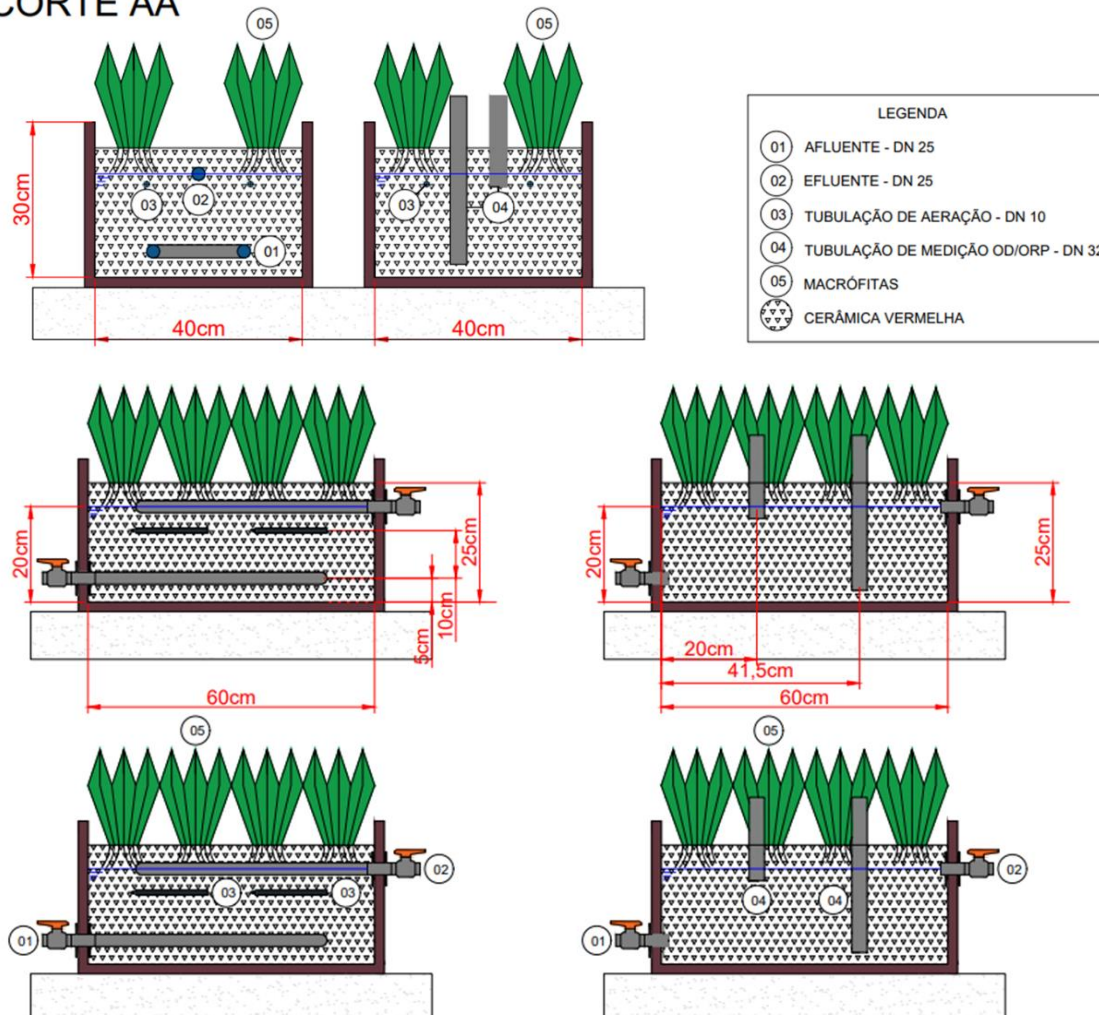 CORTE AA
05
05
30cm
03
02
01
03
04
40cm
40cm
LEGENDA
01 AFLUENTE - DN 25
02 EFLUENTE - DN 25
03 TUBULAÇÃO DE AERAÇÃO - DN 10
04 TUBULAÇÃO DE MEDIÇÃO OD/ORP - DN 32
05 MACRÓFITAS
CERÂMICA VERMELHA
20cm
25cm
10cm
5cm
60cm
20cm
25cm
20cm
41,5cm
60cm
05
03
03
02
01
05
04
04
02
01